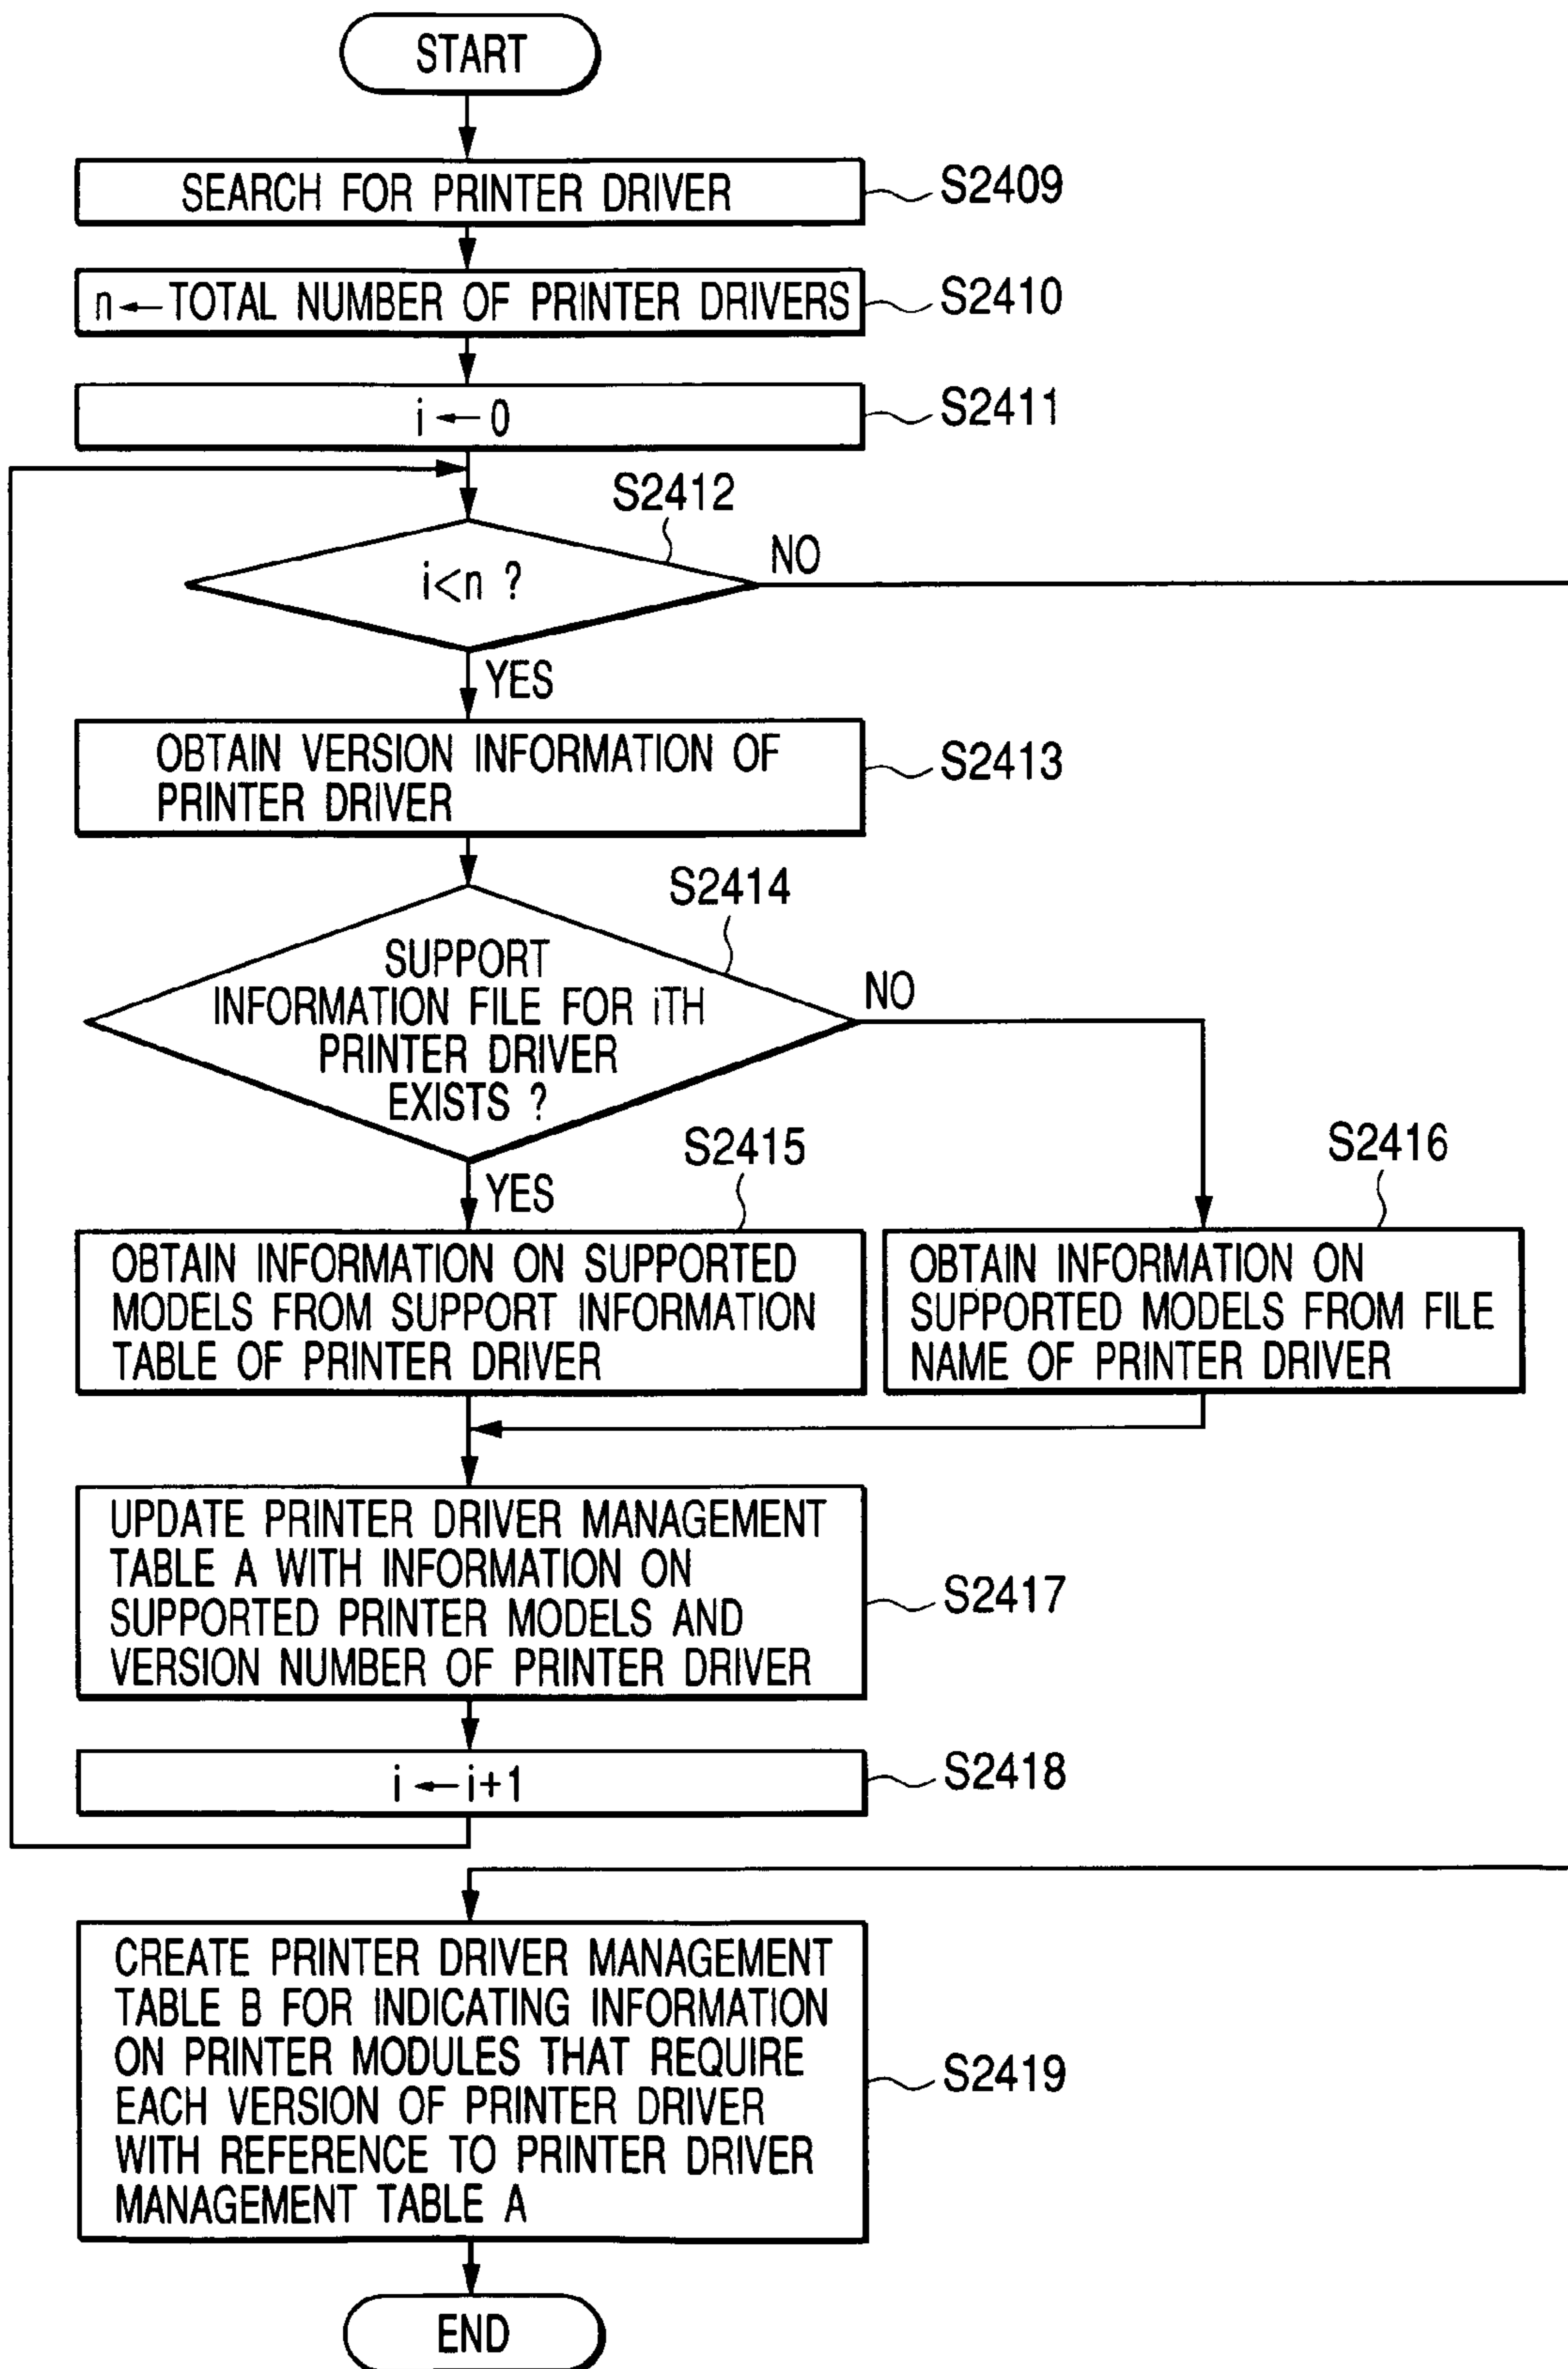 START
SEARCH FOR PRINTER DRIVER
S2409
n←TOTAL NUMBER OF PRINTER DRIVERS
S2410
i←0
S2411
S2412
i<n ?
NO
YES
OBTAIN VERSION INFORMATION OF
PRINTER DRIVER
S2413
S2414
SUPPORT
INFORMATION FILE FOR iTH
PRINTER DRIVER
EXISTS ?
NO
YES
S2415
OBTAIN INFORMATION ON SUPPORTED
MODELS FROM SUPPORT INFORMATION
TABLE OF PRINTER DRIVER
S2416
OBTAIN INFORMATION ON
SUPPORTED MODELS FROM FILE
NAME OF PRINTER DRIVER
UPDATE PRINTER DRIVER MANAGEMENT
TABLE A WITH INFORMATION ON
SUPPORTED PRINTER MODELS AND
VERSION NUMBER OF PRINTER DRIVER
S2417
i←i+1
S2418
CREATE PRINTER DRIVER MANAGEMENT
TABLE B FOR INDICATING INFORMATION
ON PRINTER MODULES THAT REQUIRE
EACH VERSION OF PRINTER DRIVER
WITH REFERENCE TO PRINTER DRIVER
MANAGEMENT TABLE A
S2419
END